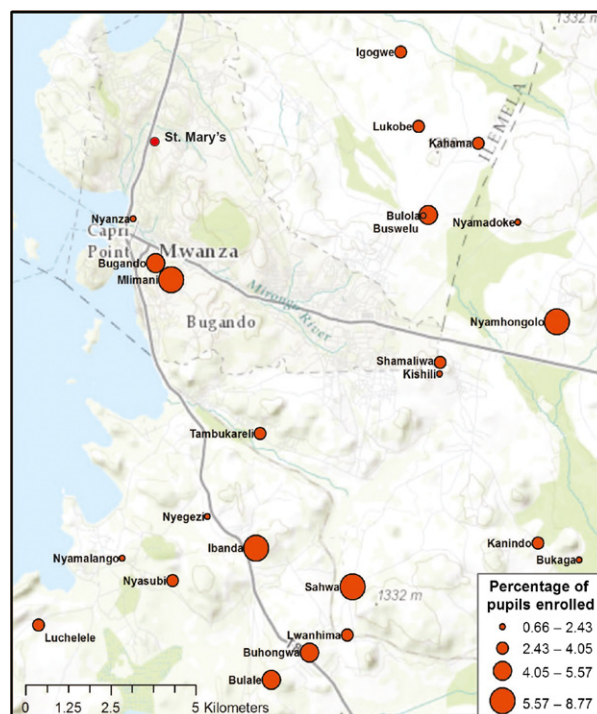 1332 m
Igogwe
Lukobe
Kahama
ILEMELA
St. Mary's
Nyanza
Capri
Point
Mwanza
Bulola
Buswelu
Nyamadoke
Bugando
Mlimani
Mirongo River
Bugando
Nyamhongolo
Shamaliwa
Kishili
Tambukareli
Nyegezi
Ibanda
Kanindo
Nyamalango
Bukaga
Nyasubi
Sahwa
1332 m
Luchelele
Lwanhima
Buhongwa
Bulale
Percentage of
pupils enrolled
0.66 – 2.43
2.43 – 4.05
4.05 – 5.57
5.57 – 8.77
0 1.25 2.5 5 Kilometers